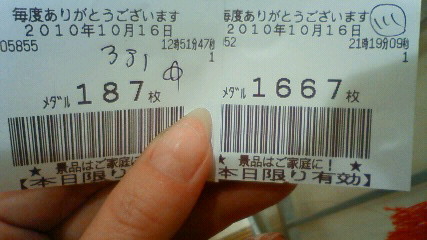 毎度ありがとうございます
2010年10月16日
05855 12時51分47秒
1
381
メダル 187枚
★ 景品はご家庭に!
【本日限り有
毎度ありがとうございます
2010年10月16日
52 21時19分09秒
1
メダル 1667枚
★ 景品はご家庭に! ★
【本日限り有効】